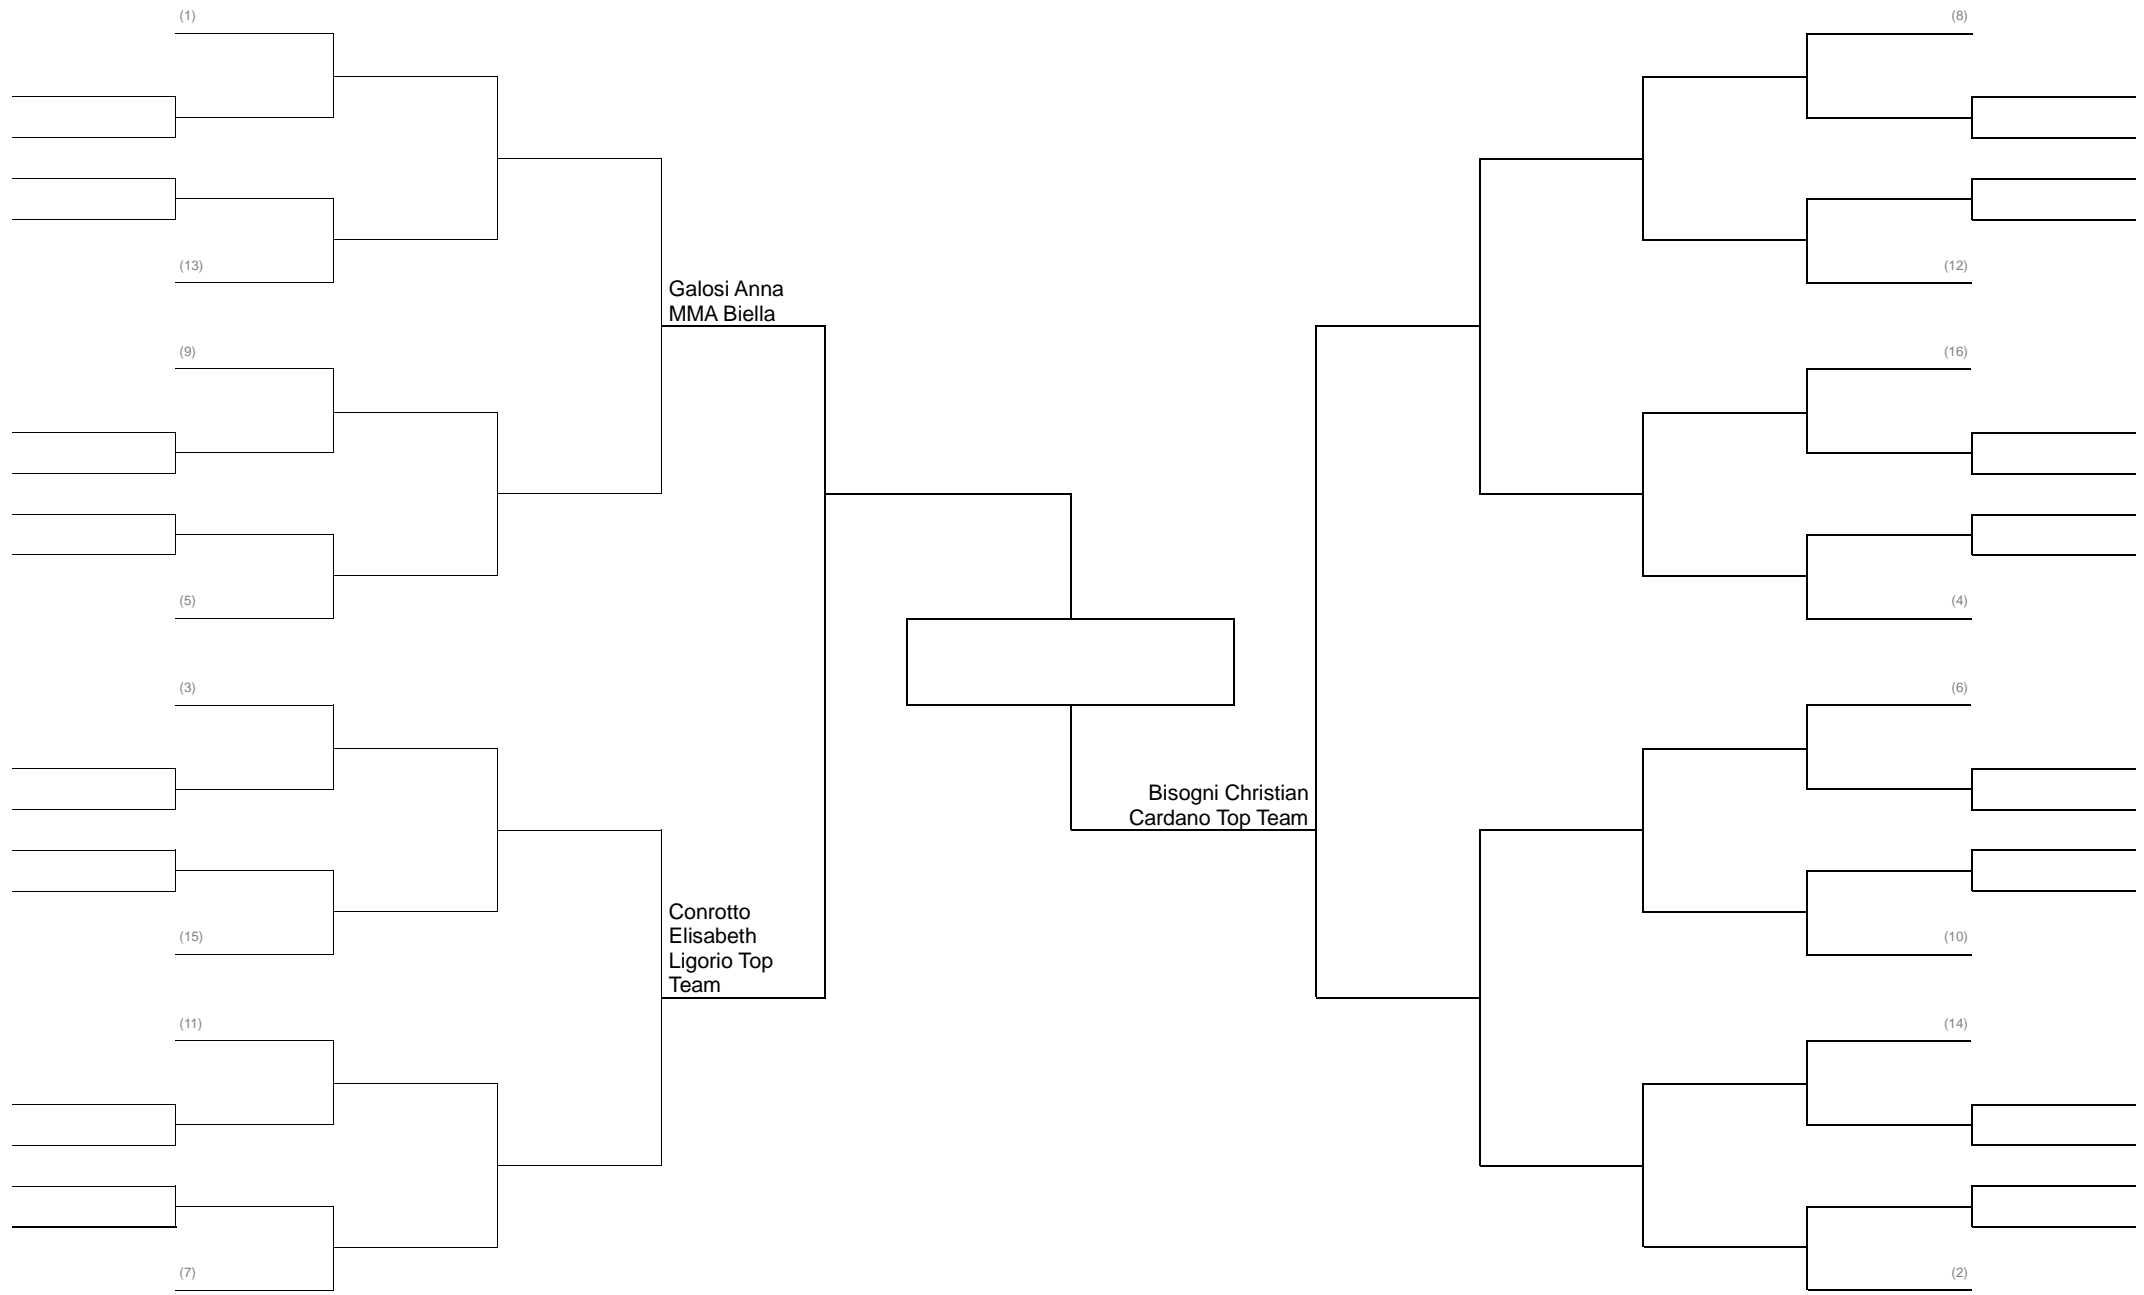 (1)
(8)
(13)
(12)
Galosi Anna
MMA Biella
(9)
(16)
(5)
(4)
(3)
(6)
Bisogni Christian
Cardano Top Team
Conrotto
Elisabeth
Ligorio Top
Team
(15)
(10)
(11)
(14)
(7)
(2)